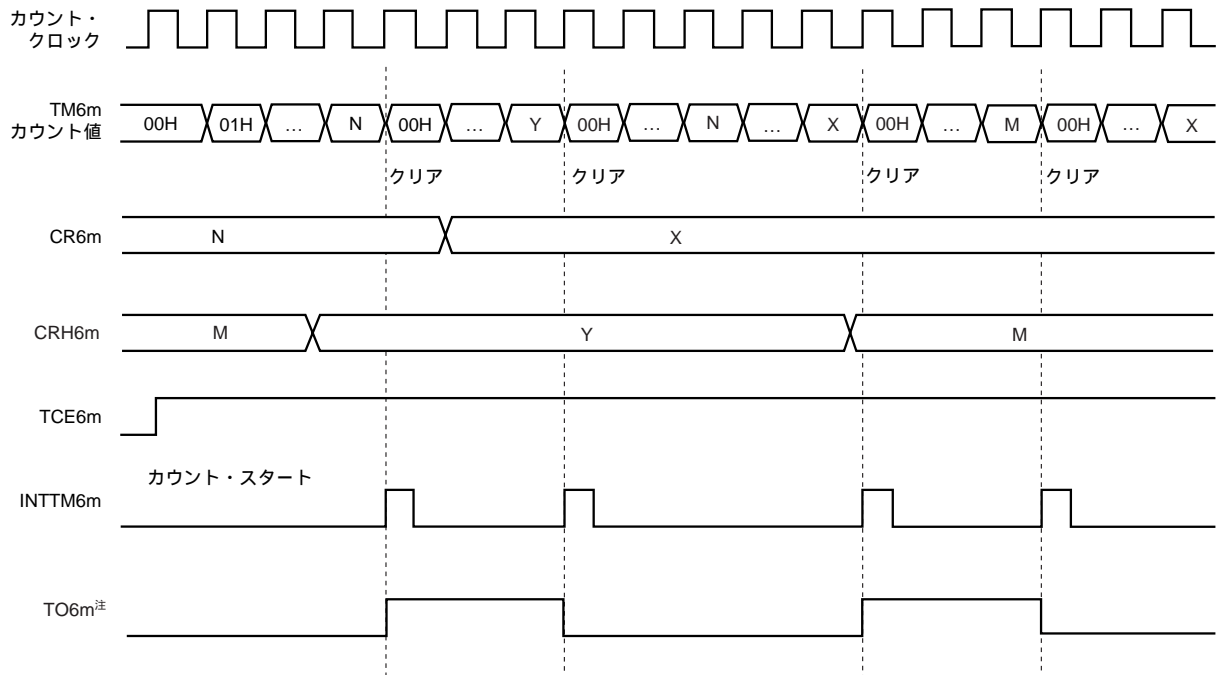 カウント・
クロック
TM6m
カウント値
00H 01H … N 00H … Y 00H … N … X 00H … M 00H … X
クリア クリア クリア クリア
CR6m N X
CRH6m M Y M
TCE6m
カウント・スタート
INTTM6m
TO6m注